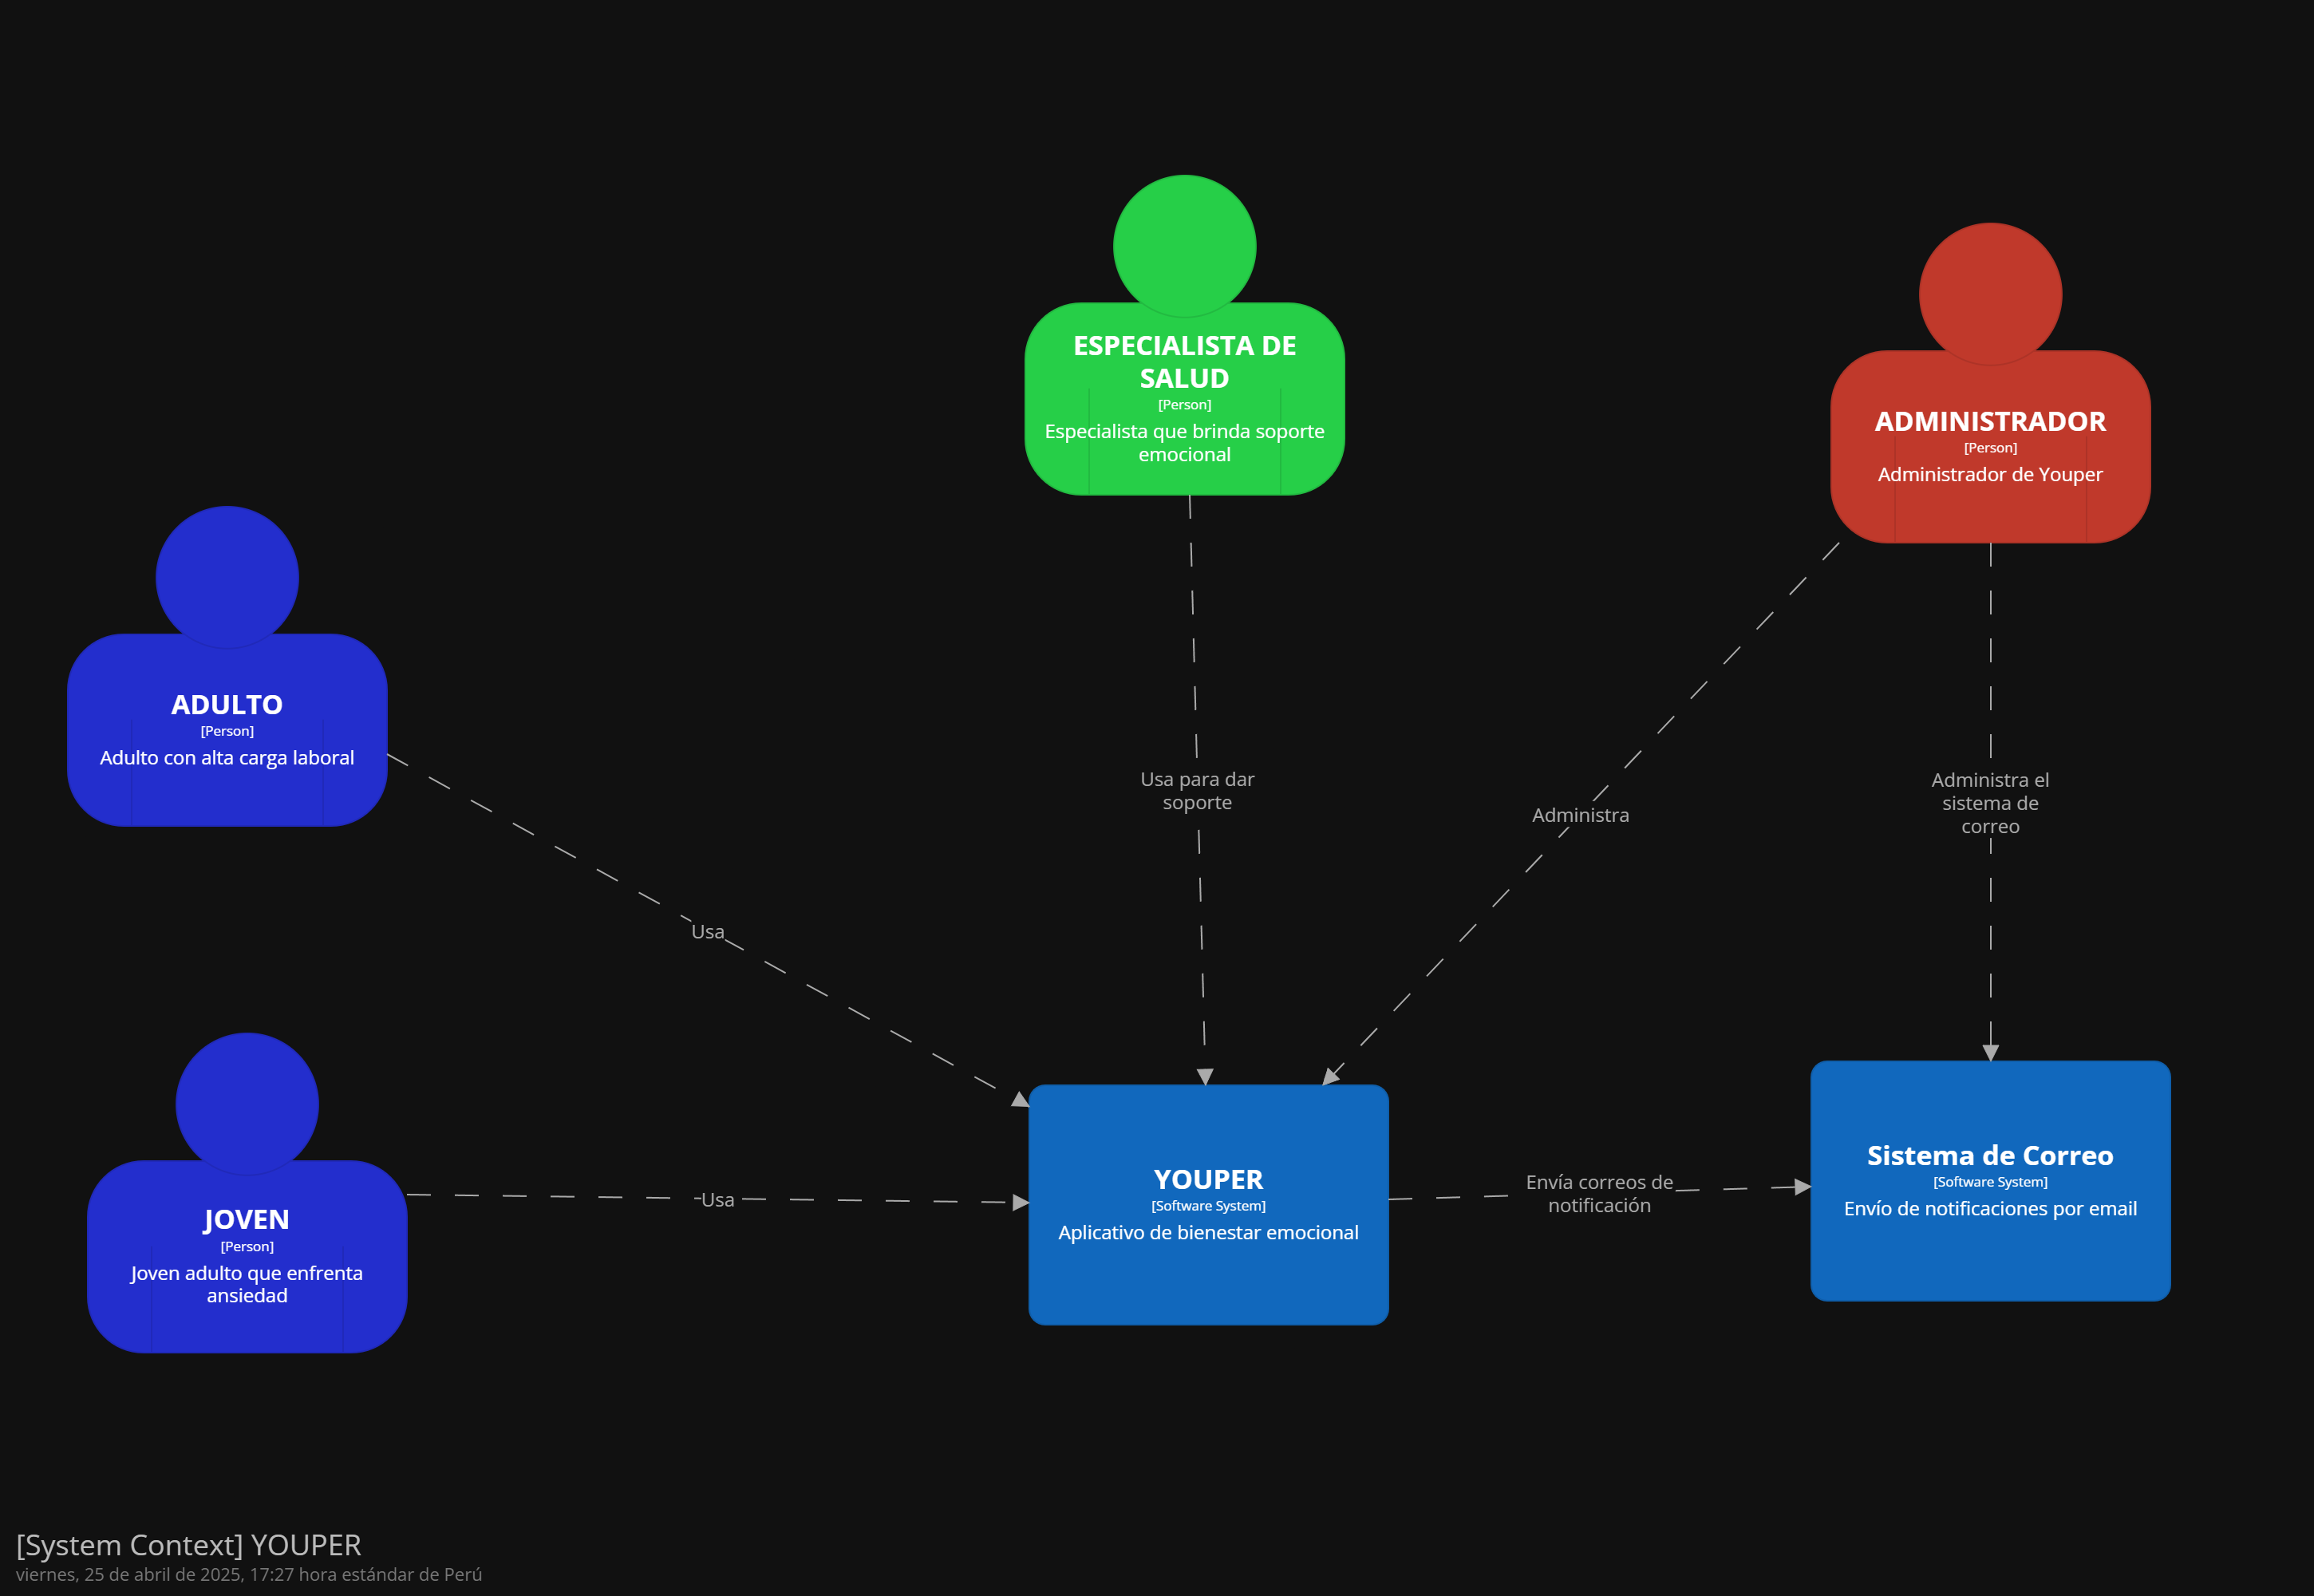 ESPECIALISTA DE
SALUD
[Person]
Especialista que brinda soporte
emocional
ADMINISTRADOR
[Person]
Administrador de Youper
ADULTO
[Person]
Adulto con alta carga laboral
Usa para dar
soporte
Administra
Administra el
sistema de
correo
Usa
JOVEN
[Person]
Joven adulto que enfrenta
ansiedad
Usa
YOUPER
[Software System]
Aplicativo de bienestar emocional
Envía correos de
notificación
Sistema de Correo
[Software System]
Envío de notificaciones por email
[System Context] YOUPER
viernes, 25 de abril de 2025, 17:27 hora estándar de Perú